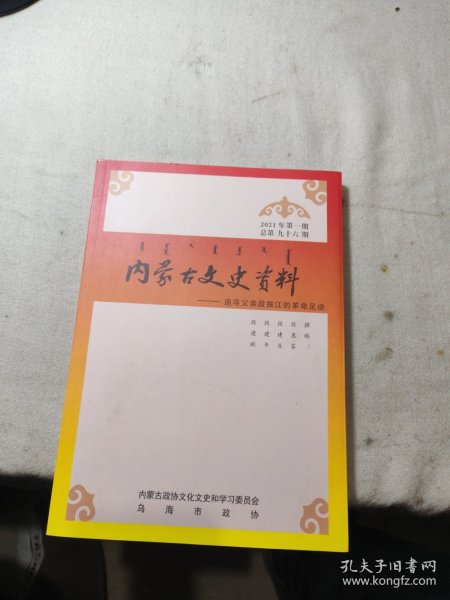 2021年第一期
总第九十六期
内蒙古文史资料
——追寻父亲段振江的革命足迹
内蒙古政协文化文史和学习委员会
乌海市政协
孔夫子旧书网
www.kongfz.com